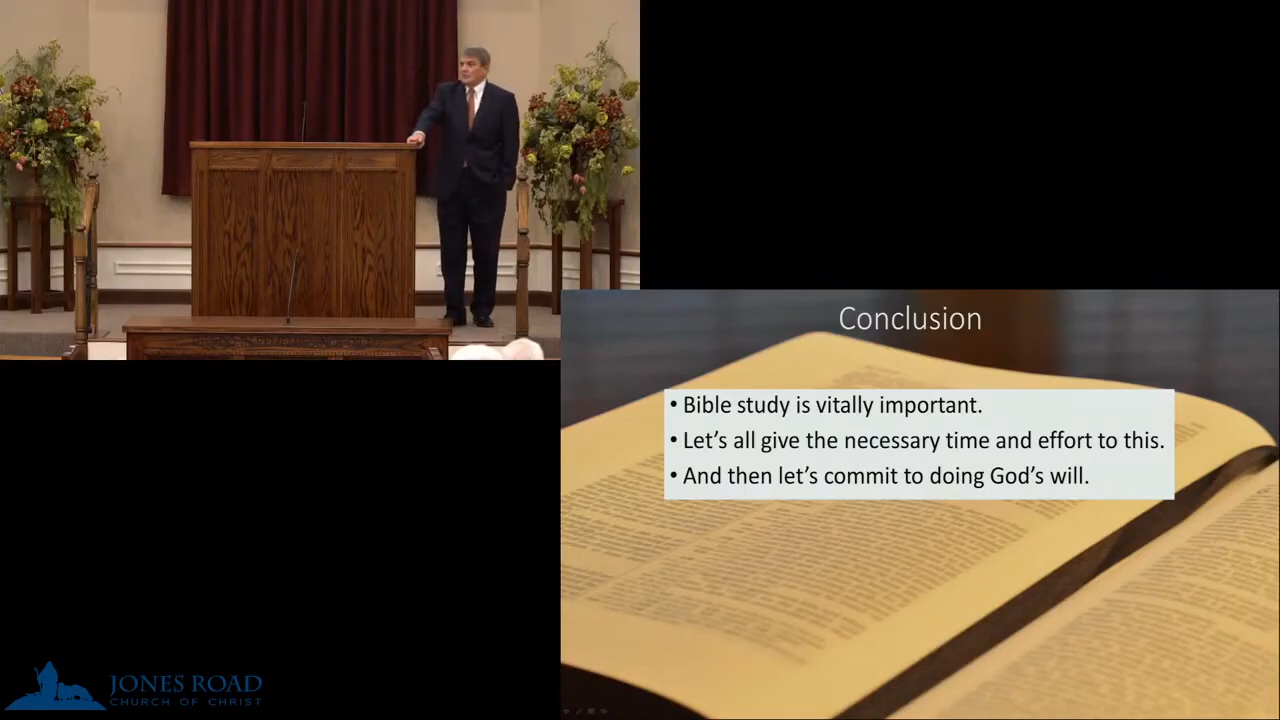 Conclusion
• Bible study is vitally important.
• Let's all give the necessary time and effort to this.
• And then let's commit to doing God's will.
JONES ROAD
CHURCH OF CHRIST